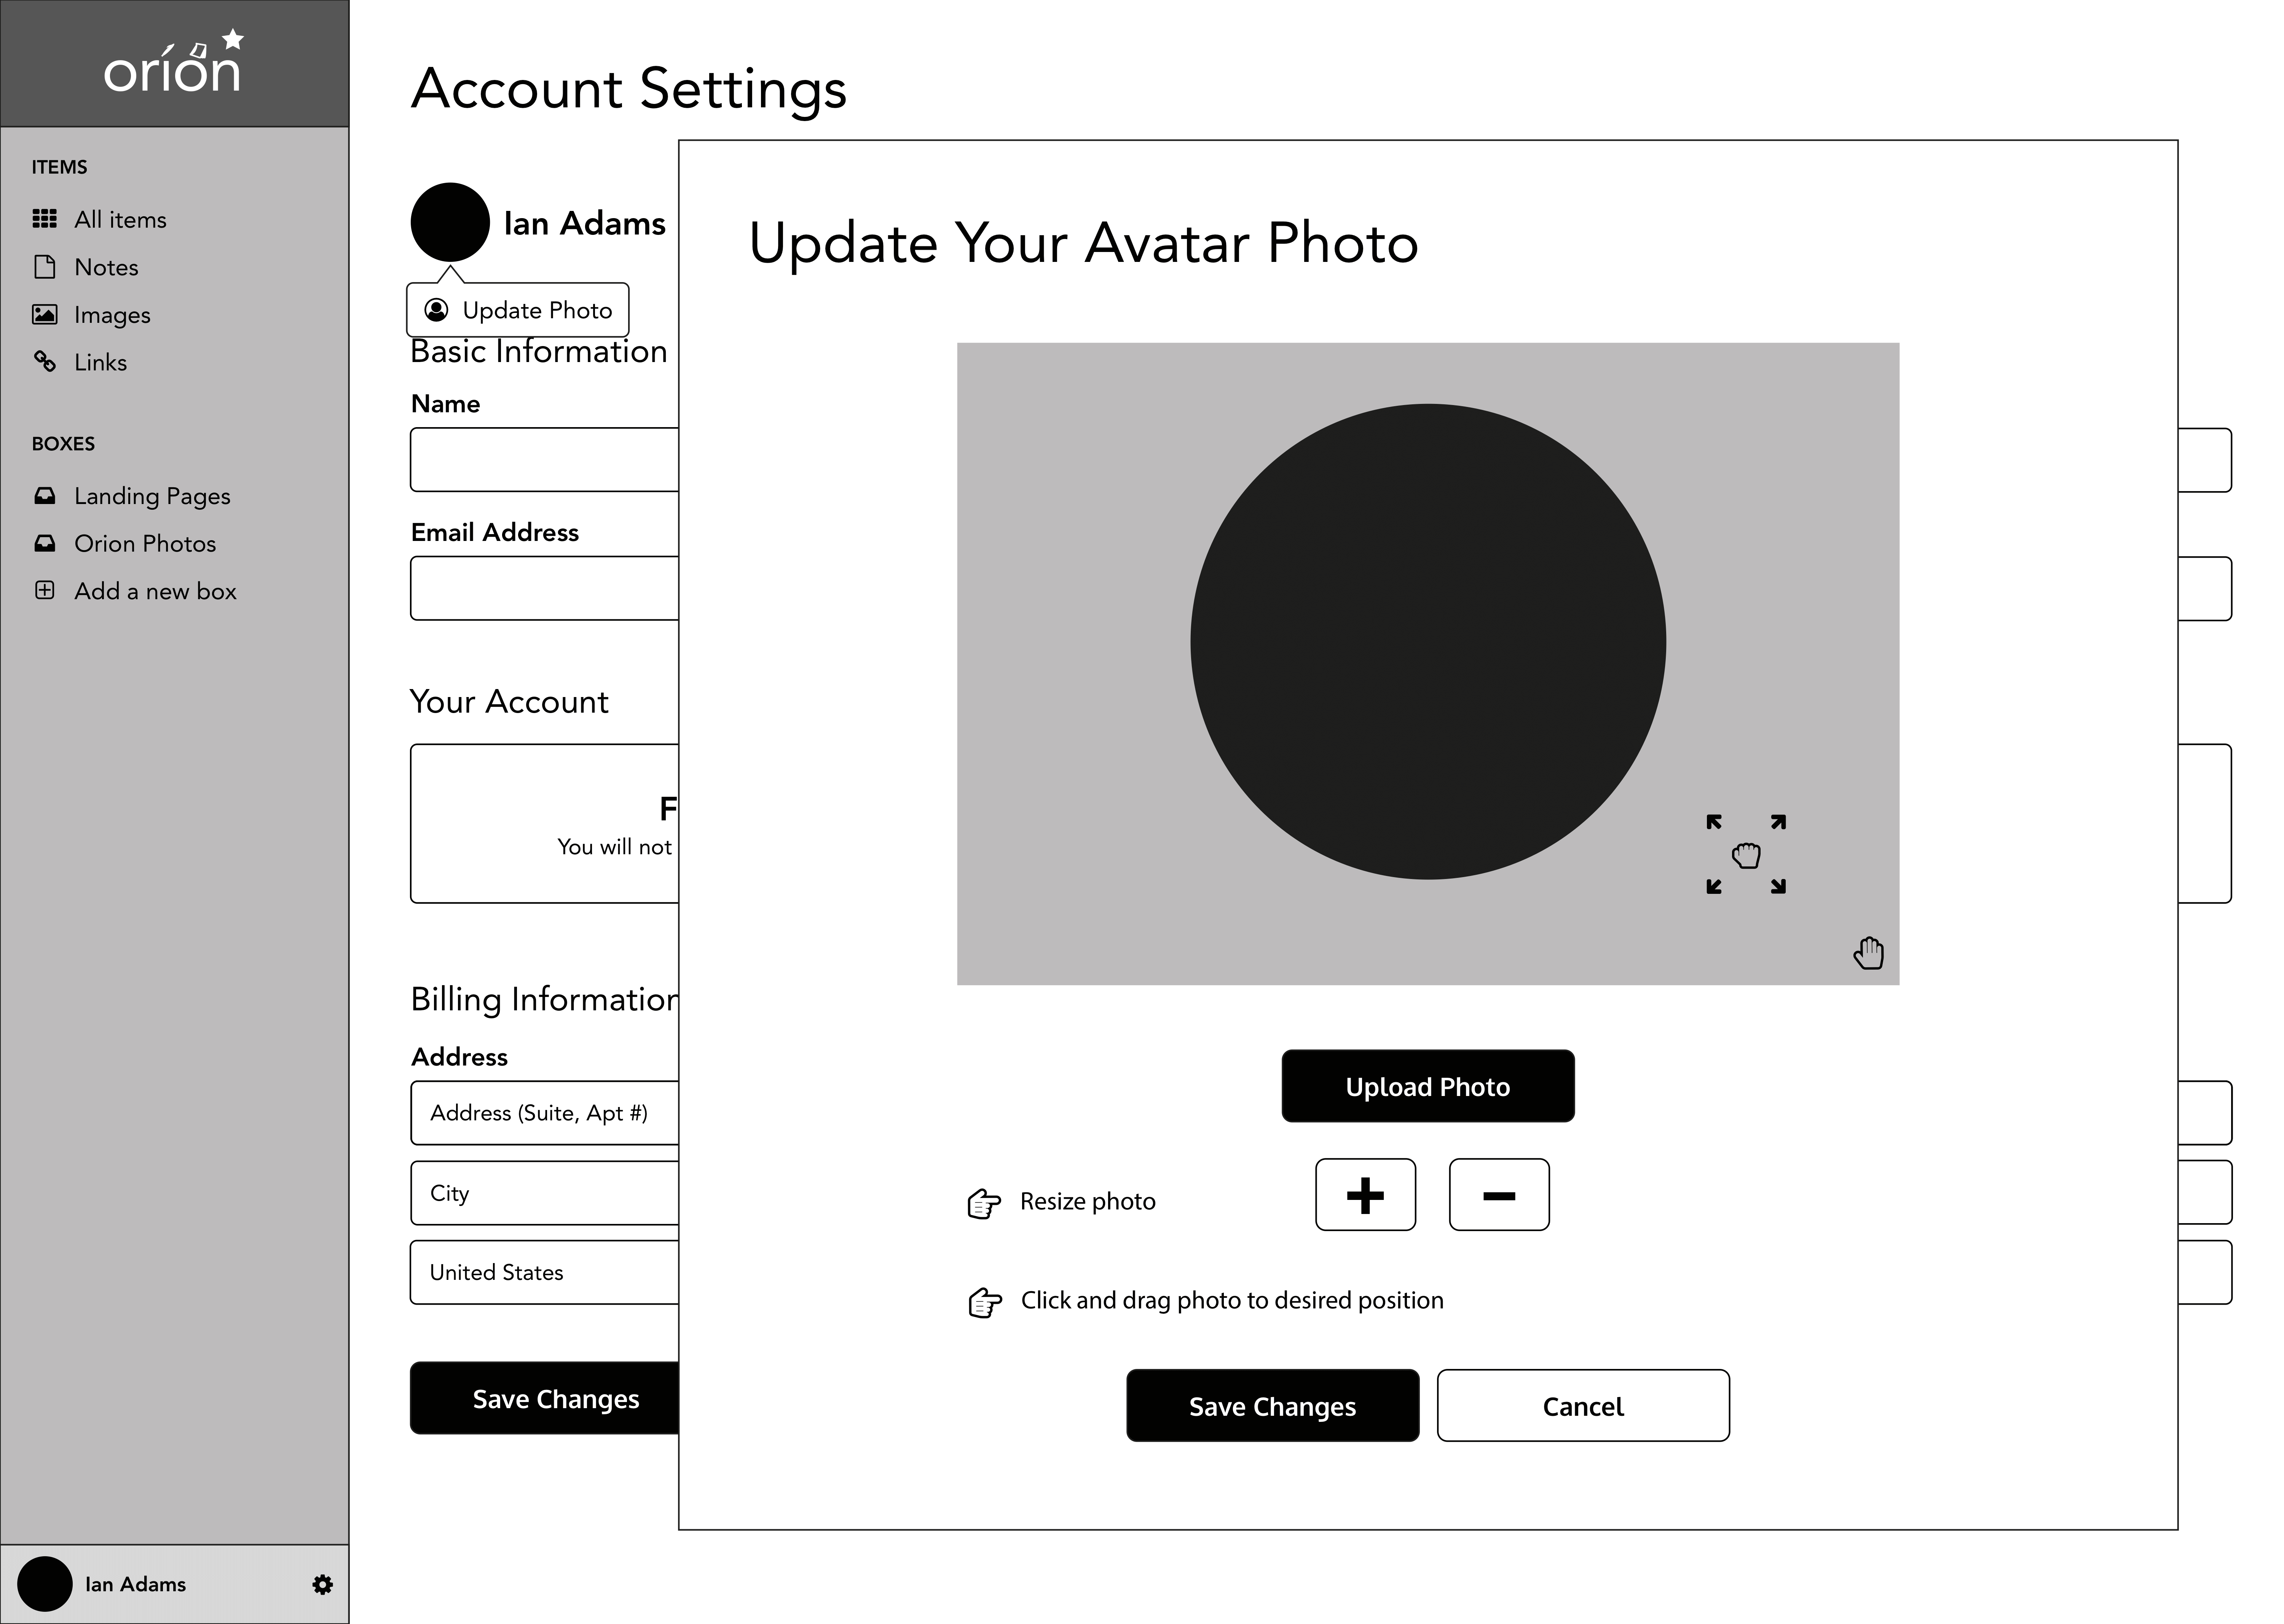 orion
ITEMS
All items
Notes
Images
Links
BOXES
Landing Pages
Orion Photos
Add a new box
Ian Adams
Account Settings
Ian Adams
Update Photo
Basic Information
Name
Email Address
Your Account
F
You will not
Billing Information
Address
Address (Suite, Apt #)
City
United States
Save Changes
Update Your Avatar Photo
Upload Photo
Resize photo
Click and drag photo to desired position
Save Changes
Cancel